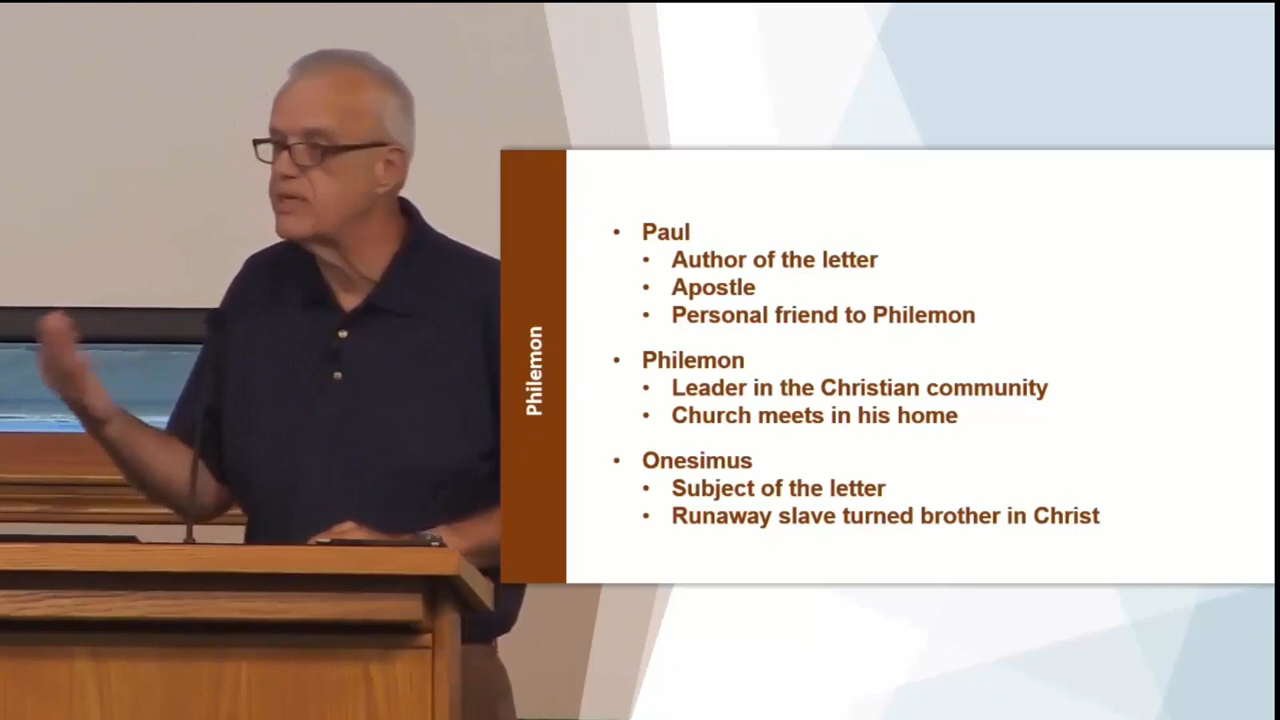 Philemon
• Paul
• Author of the letter
• Apostle
• Personal friend to Philemon
• Philemon
• Leader in the Christian community
• Church meets in his home
• Onesimus
• Subject of the letter
• Runaway slave turned brother in Christ